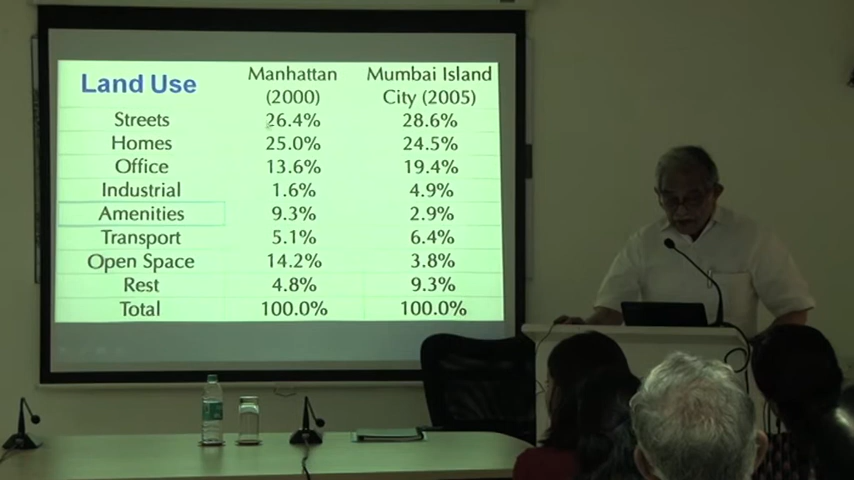 Land Use Manhattan (2000) Mumbai Island City (2005)
Streets 26.4% 28.6%
Homes 25.0% 24.5%
Office 13.6% 19.4%
Industrial 1.6% 4.9%
Amenities 9.3% 2.9%
Transport 5.1% 6.4%
Open Space 14.2% 3.8%
Rest 4.8% 9.3%
Total 100.0% 100.0%